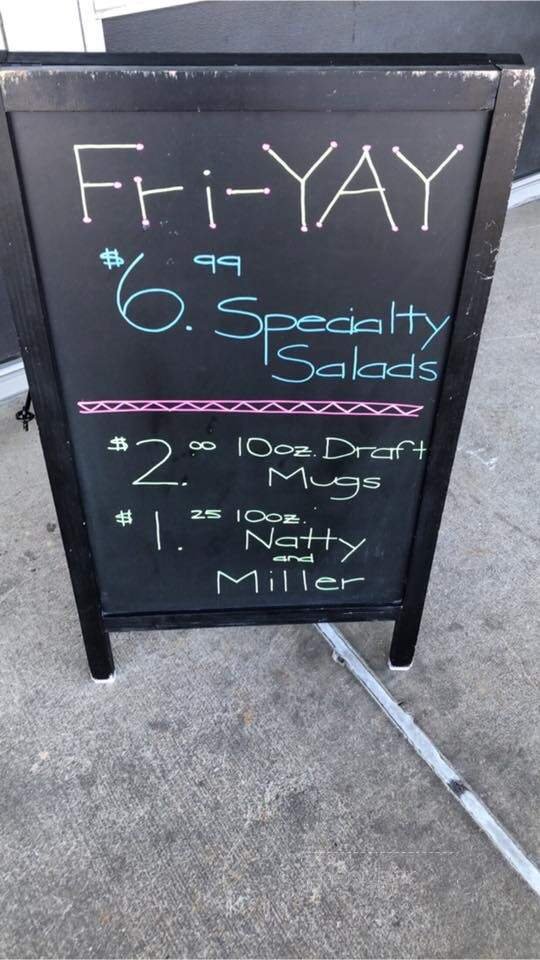 Fri-YAY
$6.99 Specialty
Salads
$2.00 10oz. Draft
Mugs
$1.25 10oz.
Natty
and
Miller